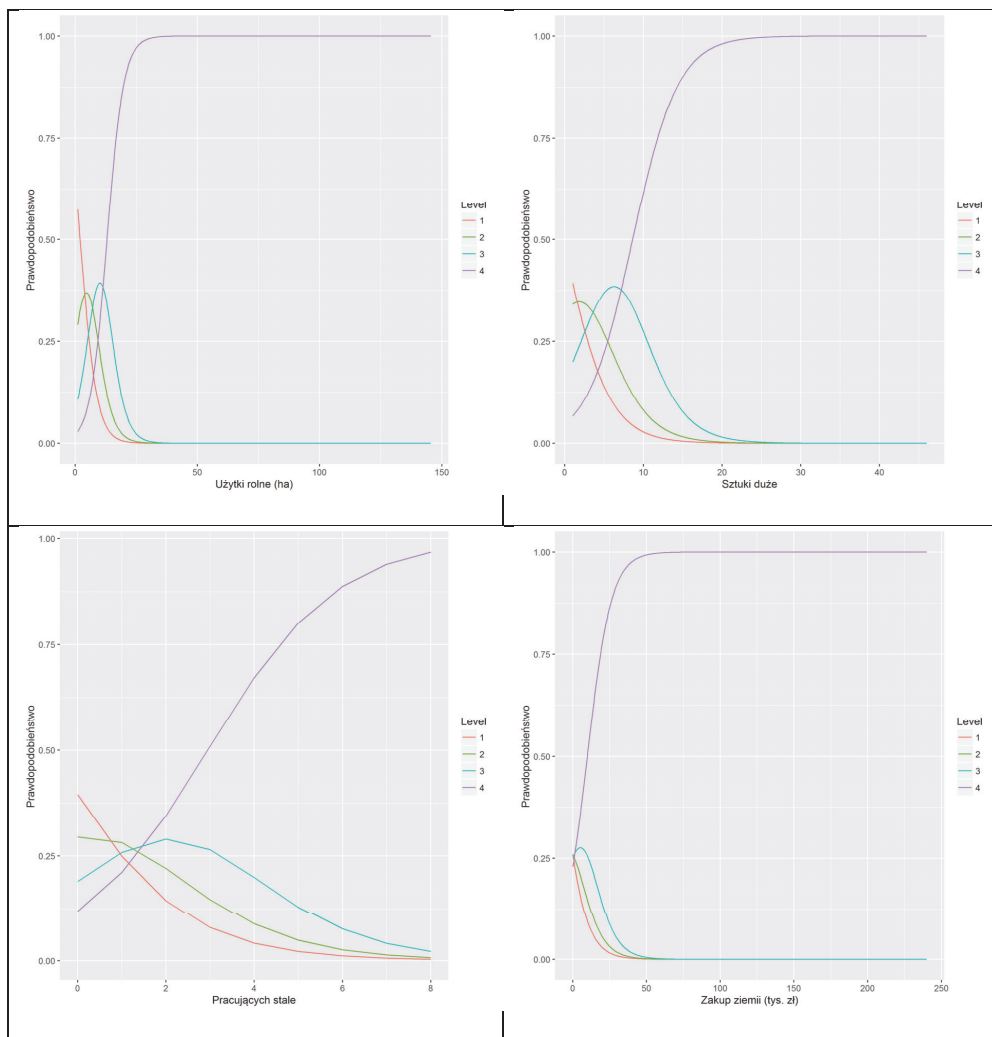 1.00
0.75
0.50
0.25
0.00
Prawdopodobieństwo
0 50 100 150
Użytki rolne (ha)
Level
1
2
3
4
1.00
0.75
0.50
0.25
0.00
Prawdopodobieństwo
0 10 20 30 40
Sztuki duże
Level
1
2
3
4
1.00
0.75
0.50
0.25
0.00
Prawdopodobieństwo
0 2 4 6 8
Pracujących stale
Level
1
2
3
4
1.00
0.75
0.50
0.25
0.00
Prawdopodobieństwo
0 50 100 150 200 250
Zakup ziemii (tys. zł)
Level
1
2
3
4